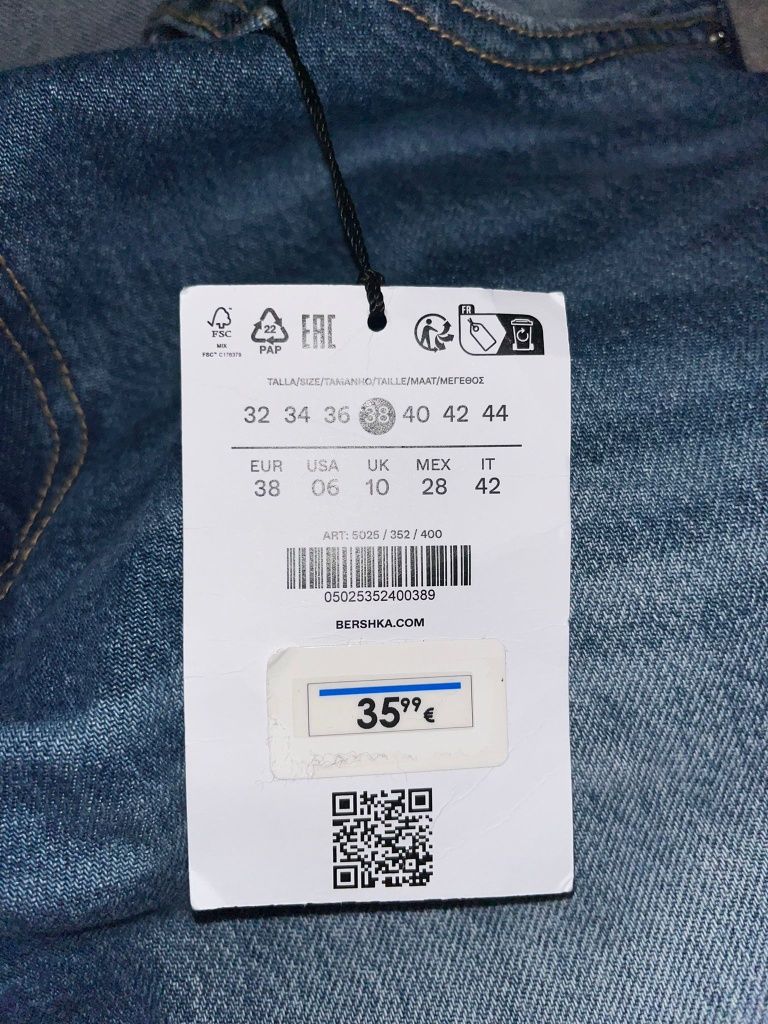 FSC
MIX
FSC™ C176379
22
PAP
EAC
FR
TALLA/SIZE/TAMANHO/TAILLE/MAAT/ΜΕΓΕΘΟΣ
32 34 36 38 40 42 44
EUR USA UK MEX IT
38 06 10 28 42
ART: 5025 / 352 / 400
05025352400389
BERSHKA.COM
35⁹⁹€